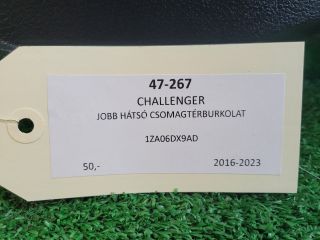 47-267
CHALLENGER
JOBB HÁTSÓ CSOMAGTÉRBURKOLAT
1ZA06DX9AD
50,-
2016-2023